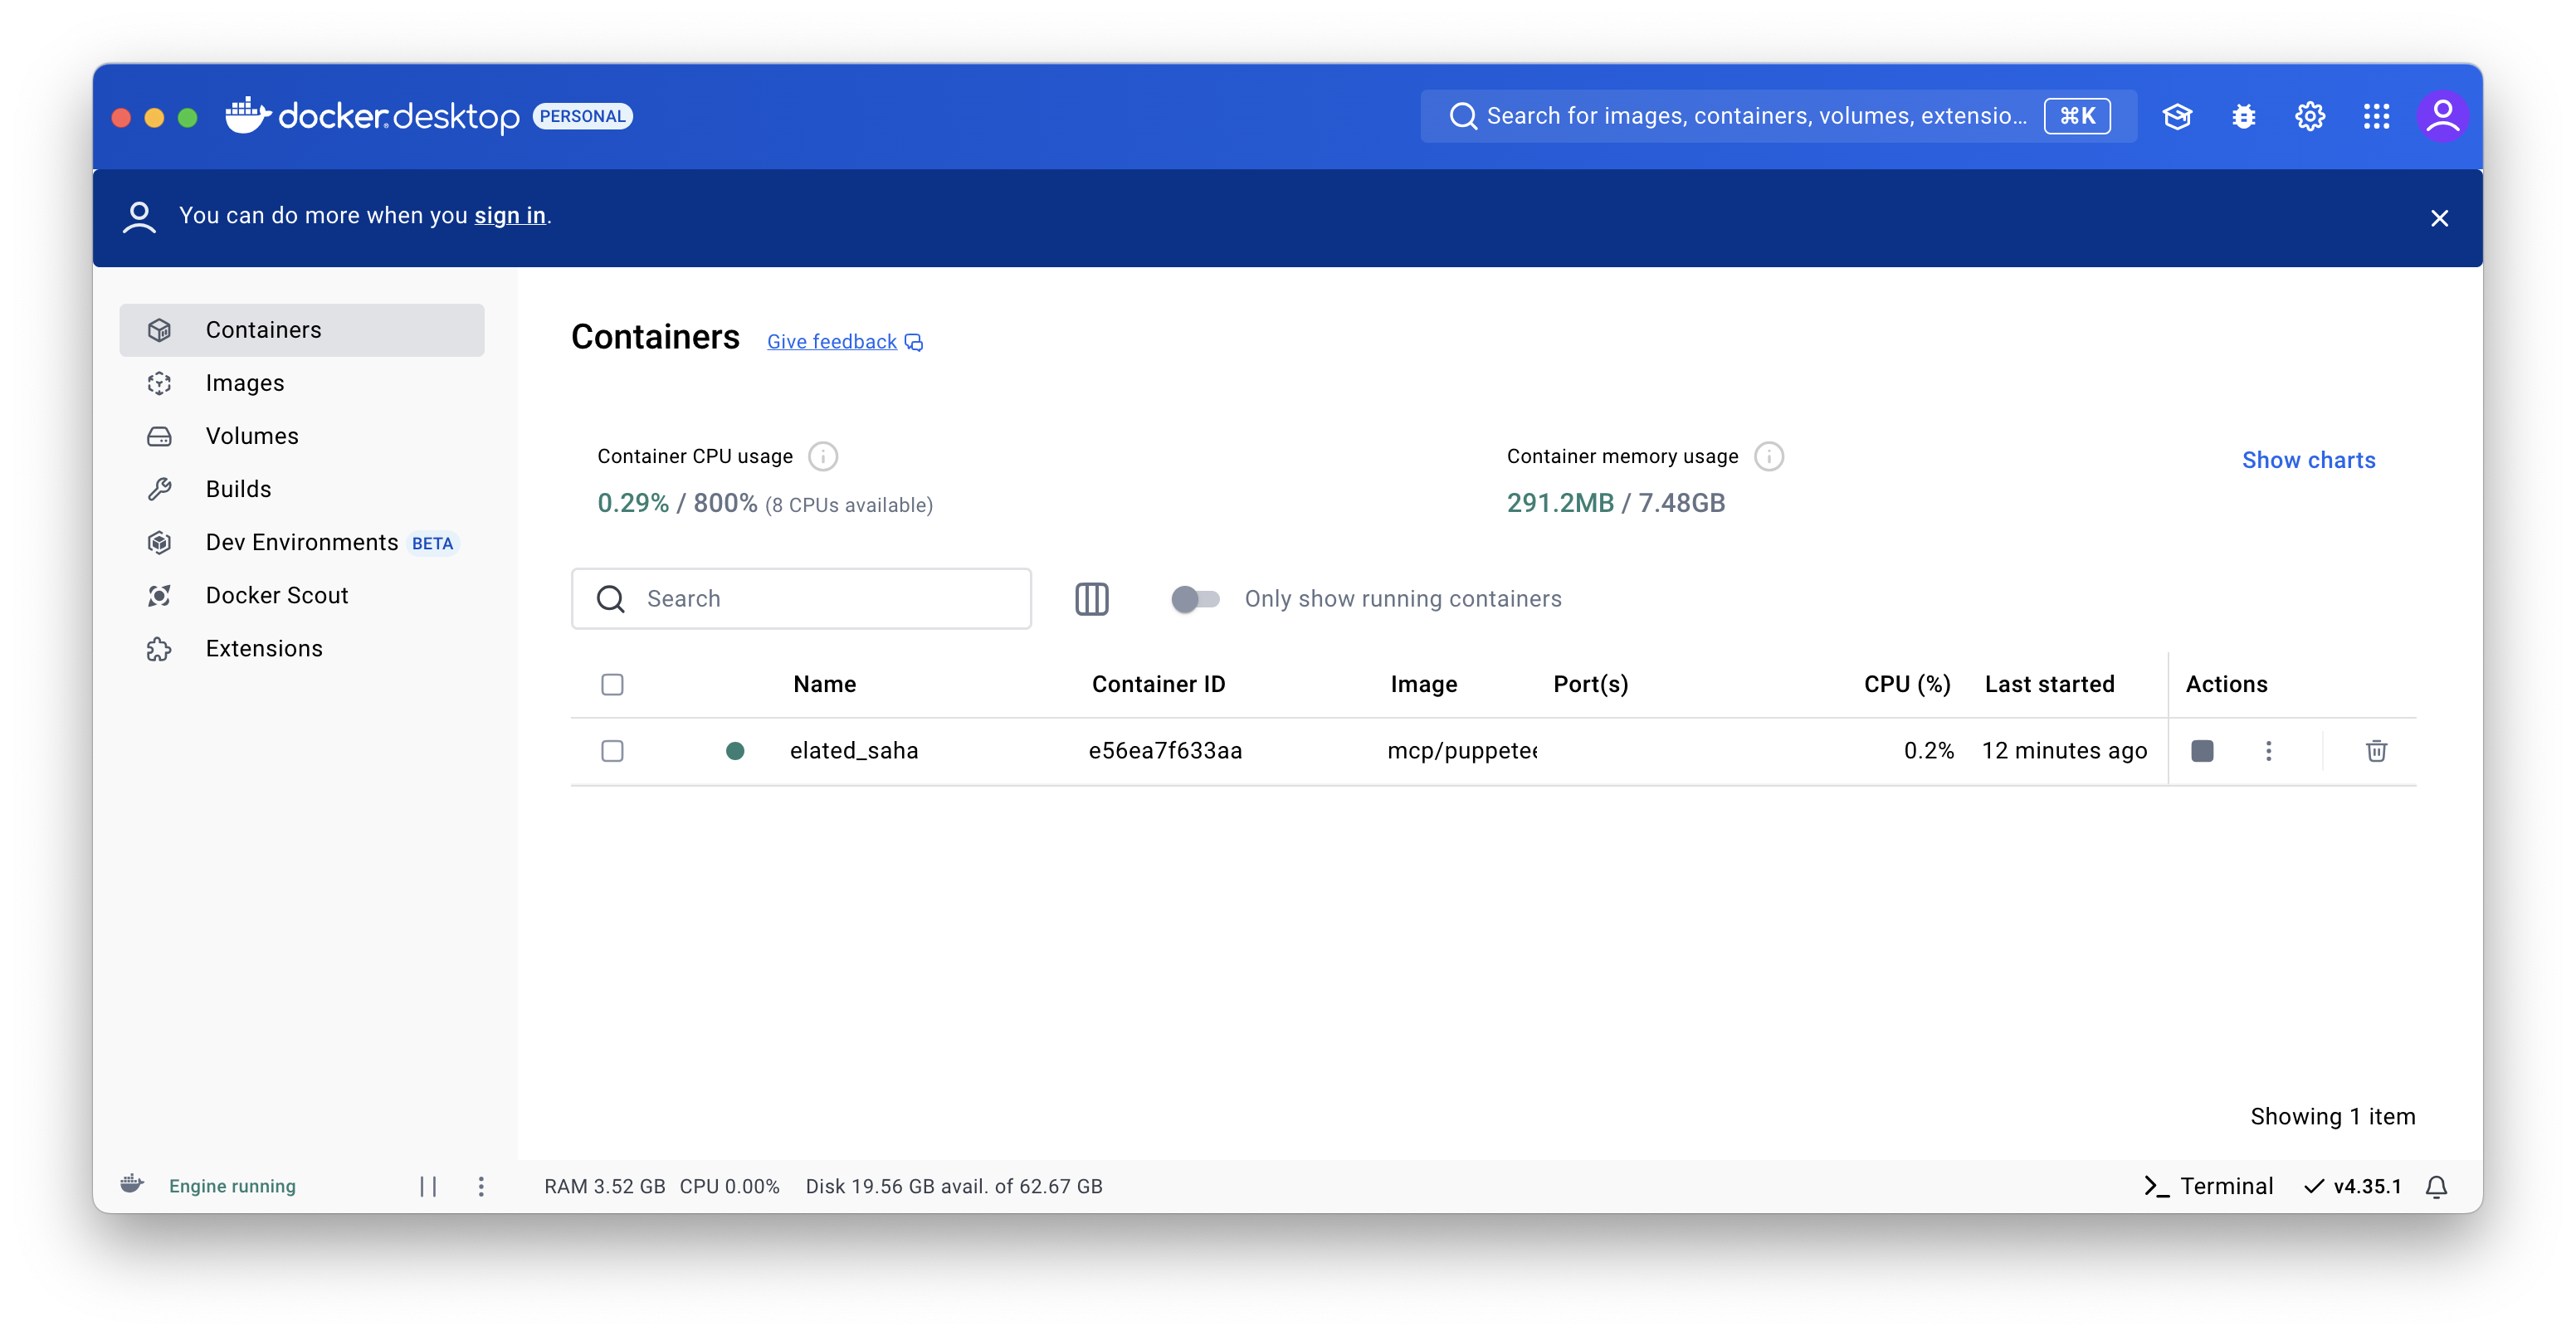 docker desktop PERSONAL
Search for images, containers, volumes, extensio... ⌘K
You can do more when you sign in.
Containers
Images
Volumes
Builds
Dev Environments BETA
Docker Scout
Extensions
Containers Give feedback
Container CPU usage
0.29% / 800% (8 CPUs available)
Container memory usage
291.2MB / 7.48GB
Show charts
Search
Only show running containers
Name Container ID Image Port(s) CPU (%) Last started Actions
elated_saha e56ea7f633aa mcp/puppetee 0.2% 12 minutes ago
Showing 1 item
Engine running
RAM 3.52 GB CPU 0.00% Disk 19.56 GB avail. of 62.67 GB
Terminal
v4.35.1